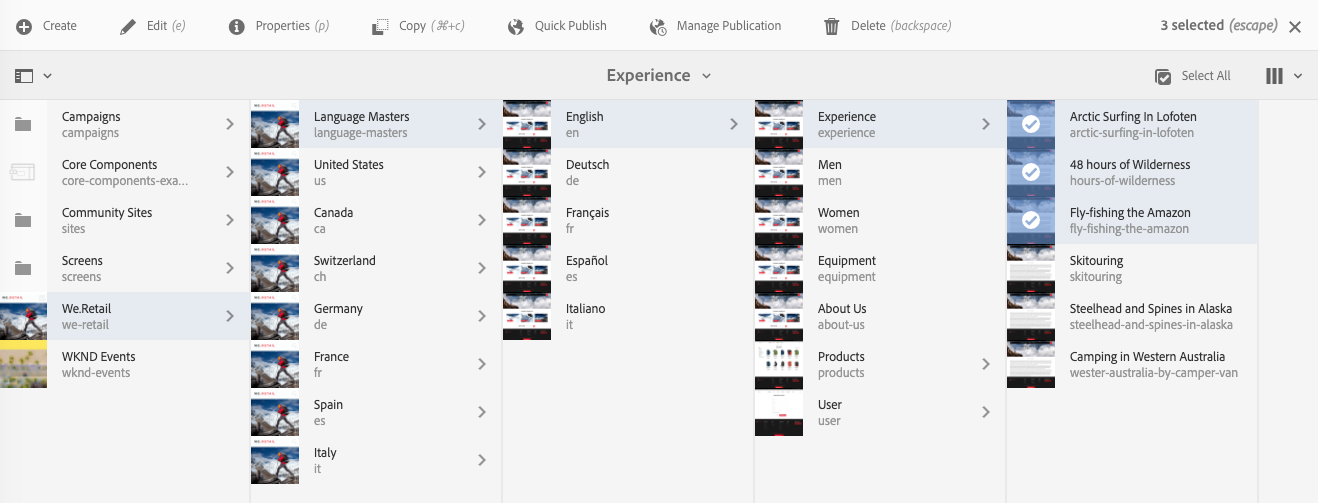 Create
Edit (e)
Properties (p)
Copy (⌘+c)
Quick Publish
Manage Publication
Delete (backspace)
3 selected (escape)
Experience
Select All
Campaigns
campaigns
Core Components
core-components-exa...
Community Sites
sites
Screens
screens
We.Retail
we-retail
WKND Events
wknd-events
Language Masters
language-masters
United States
us
Canada
ca
Switzerland
ch
Germany
de
France
fr
Spain
es
Italy
it
English
en
Deutsch
de
Français
fr
Español
es
Italiano
it
Experience
experience
Men
men
Women
women
Equipment
equipment
About Us
about-us
Products
products
User
user
Arctic Surfing In Lofoten
arctic-surfing-in-lofoten
48 hours of Wilderness
hours-of-wilderness
Fly-fishing the Amazon
fly-fishing-the-amazon
Skitouring
skitouring
Steelhead and Spines in Alaska
steelhead-and-spines-in-alaska
Camping in Western Australia
wester-australia-by-camper-van